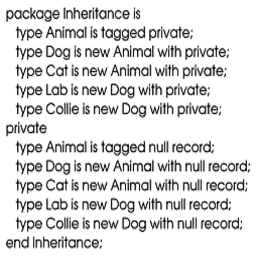 package Inheritance is
type Animal is tagged private;
type Dog is new Animal with private;
type Cat is new Animal with private;
type Lab is new Dog with private;
type Collie is new Dog with private;
private
type Animal is tagged null record;
type Dog is new Animal with null record;
type Cat is new Animal with null record;
type Lab is new Dog with null record;
type Collie is new Dog with null record;
end Inheritance;